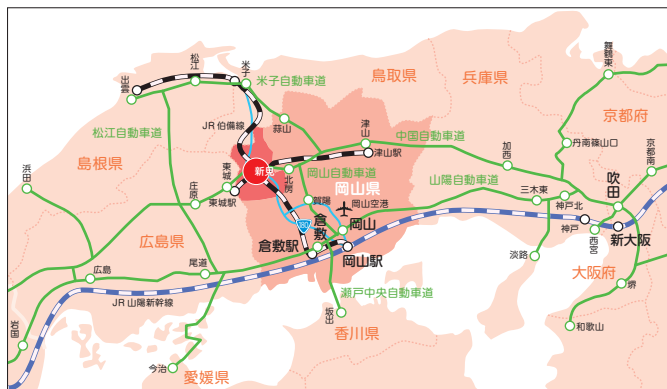 舞鶴東
米子
松江
出雲
米子自動車道
鳥取県
兵庫県
京都府
JR伯備線
蒜山
松江自動車道
津山
中国自動車道
丹南篠山口
加西
京都南
津山駅
島根県
浜田
東城
新見
北房
岡山自動車道
岡山県
山陽自動車道
三木東
吹田
庄原
東城駅
賀陽
岡山空港
神戸北
180
倉敷
岡山
神戸
西宮
新大阪
広島県
倉敷駅
岡山駅
淡路
大阪府
広島
尾道
堺
JR山陽新幹線
瀬戸中央自動車道
坂出
岩国
香川県
和歌山
今治
愛媛県